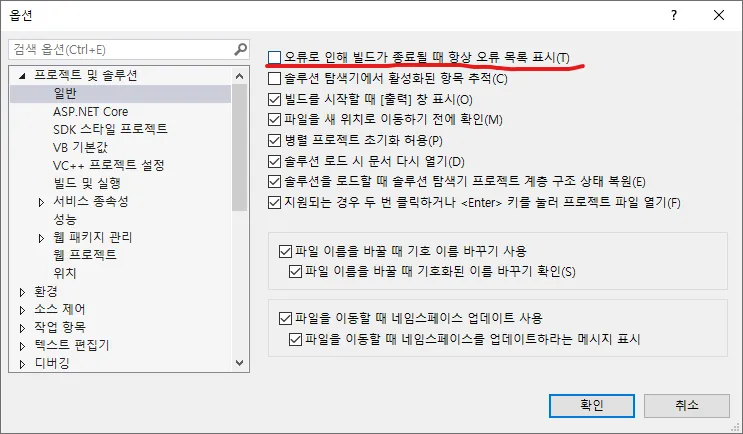 옵션
검색 옵션(Ctrl+E)
프로젝트 및 솔루션
일반
ASP.NET Core
SDK 스타일 프로젝트
VB 기본값
VC++ 프로젝트 설정
빌드 및 실행
서비스 종속성
성능
웹 패키지 관리
웹 프로젝트
위치
환경
소스 제어
작업 항목
텍스트 편집기
디버깅
오류로 인해 빌드가 종료될 때 항상 오류 목록 표시(T)
솔루션 탐색기에서 활성화된 항목 추적(C)
빌드를 시작할 때 [출력] 창 표시(O)
파일을 새 위치로 이동하기 전에 확인(M)
병렬 프로젝트 초기화 허용(P)
솔루션 로드 시 문서 다시 열기(D)
솔루션을 로드할 때 솔루션 탐색기 프로젝트 계층 구조 상태 복원(E)
지원되는 경우 두 번 클릭하거나 <Enter> 키를 눌러 프로젝트 파일 열기(F)
파일 이름을 바꿀 때 기호 이름 바꾸기 사용
파일 이름을 바꿀 때 기호화된 이름 바꾸기 확인(S)
파일을 이동할 때 네임스페이스 업데이트 사용
파일을 이동할 때 네임스페이스를 업데이트하라는 메시지 표시
확인
취소